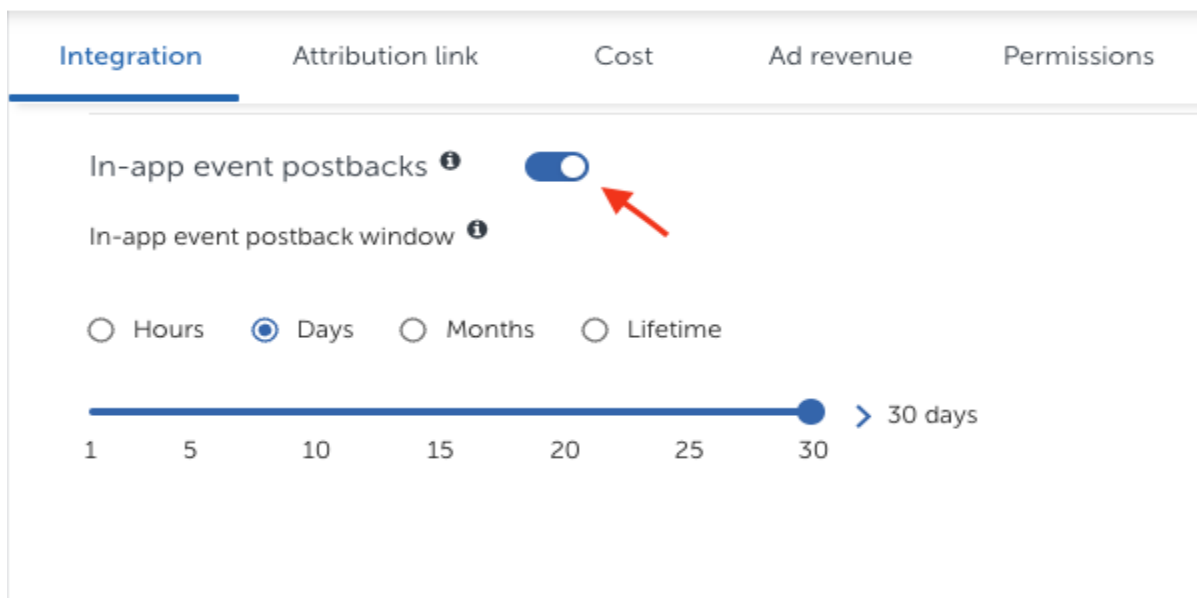 Integration Attribution link Cost Ad revenue Permissions
In-app event postbacks
In-app event postback window
Hours Days Months Lifetime
30 days
1 5 10 15 20 25 30